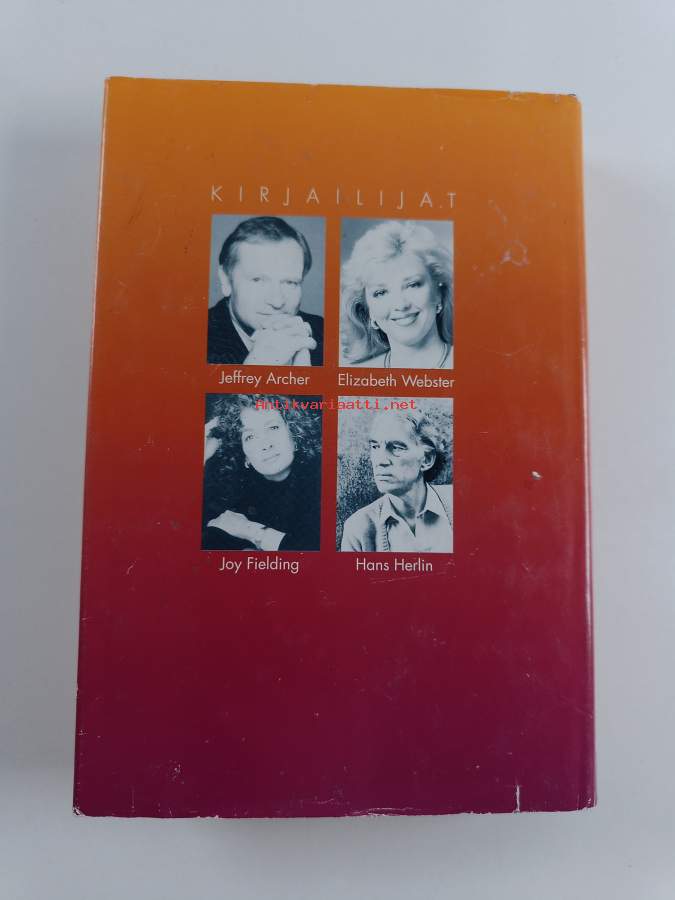 KIRJAILIJAT
Jeffrey Archer Elizabeth Webster
Antikvariaatti.net
Joy Fielding Hans Herlin